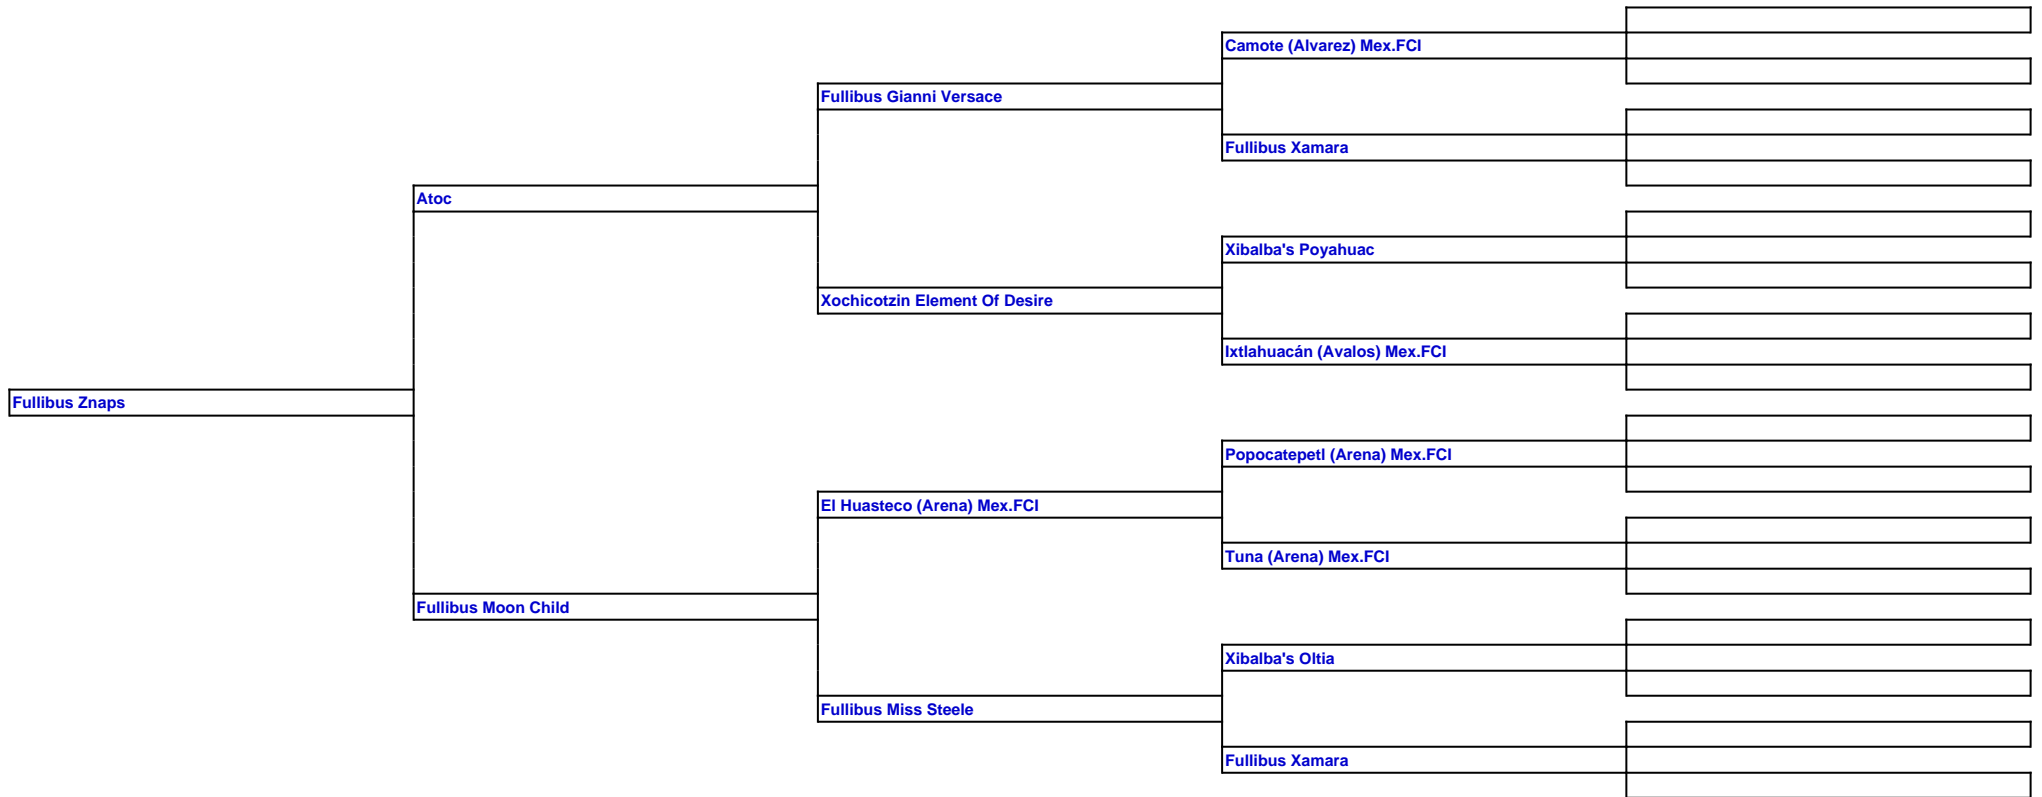 Camote (Alvarez) Mex.FCI
Fullibus Gianni Versace
Fullibus Xamara
Atoc
Xibalba's Poyahuac
Xochicotzin Element Of Desire
Ixtlahuacán (Avalos) Mex.FCI
Fullibus Znaps
Popocatepetl (Arena) Mex.FCI
El Huasteco (Arena) Mex.FCI
Tuna (Arena) Mex.FCI
Fullibus Moon Child
Xibalba's Oltia
Fullibus Miss Steele
Fullibus Xamara